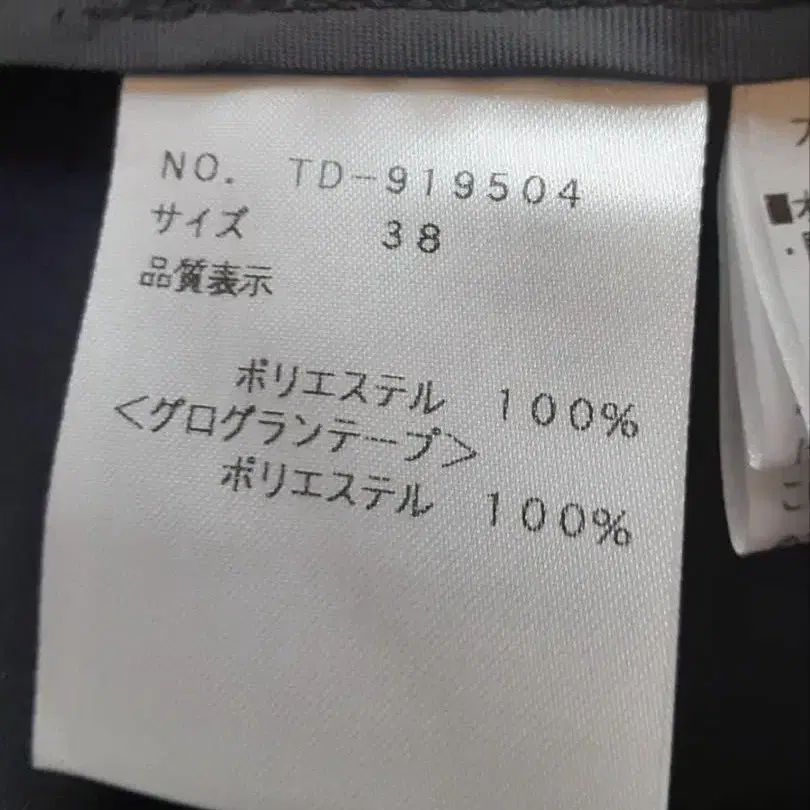 NO. TD-919504
サイズ 38
品質表示
ポリエステル 100%
<グログランテープ>
ポリエステル 100%